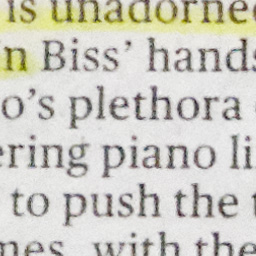 is unadorne
n Biss’ hands
o’s plethora
ering piano li
to push the t
mes, with the